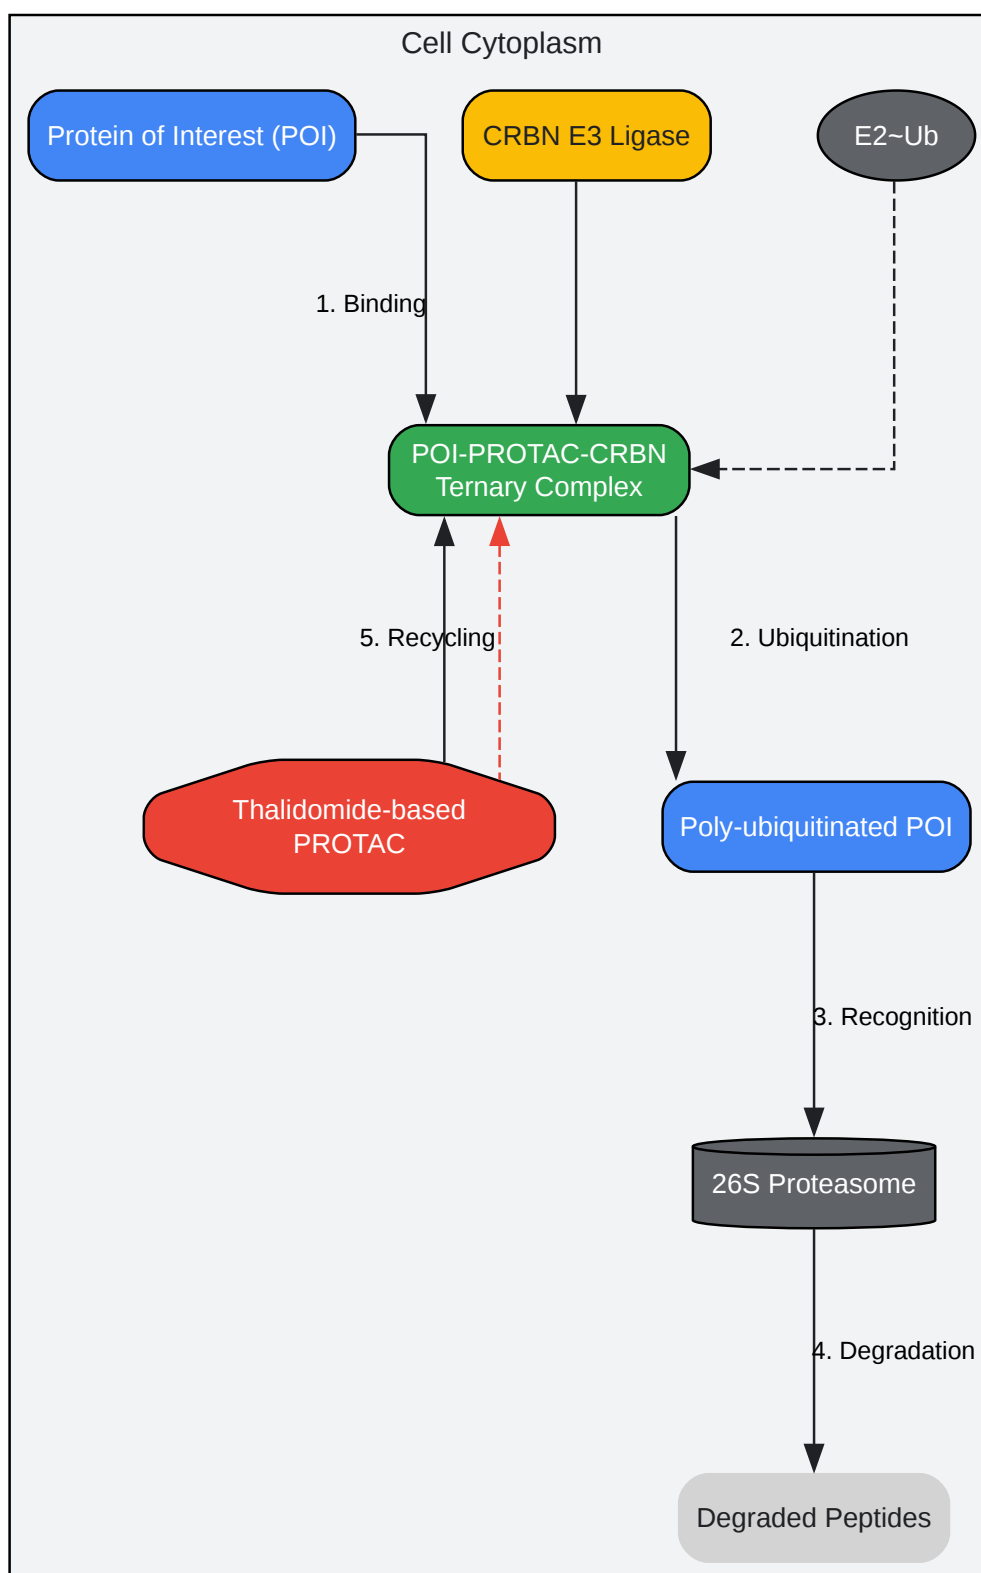 Cell Cytoplasm
Protein of Interest (POI)
CRBN E3 Ligase
E2~Ub
1. Binding
POI-PROTAC-CRBN
Ternary Complex
5. Recycling
2. Ubiquitination
Thalidomide-based
PROTAC
Poly-ubiquitinated POI
3. Recognition
26S Proteasome
4. Degradation
Degraded Peptides